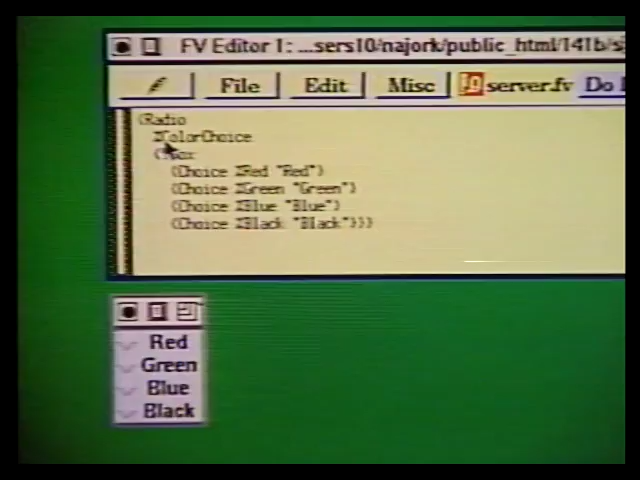 FV Editor 1: ...sers10/najork/public_html/141b/s
File Edit Misc server.fv Do
(Radio
%ColorChoice
(Choice %Red "Red")
(Choice %Green "Green")
(Choice %Blue "Blue")
(Choice %Black "Black")))
Red
Green
Blue
Black